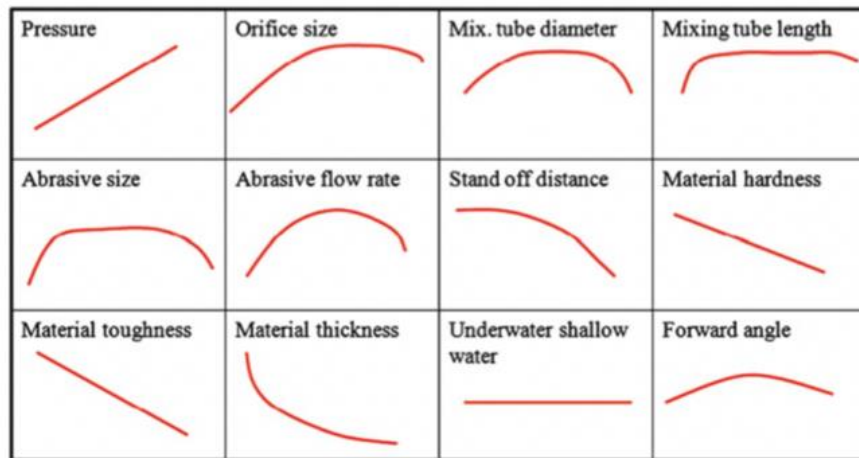 Pressure
Orifice size
Mix. tube diameter
Mixing tube length
Abrasive size
Abrasive flow rate
Stand off distance
Material hardness
Material toughness
Material thickness
Underwater shallow
water
Forward angle